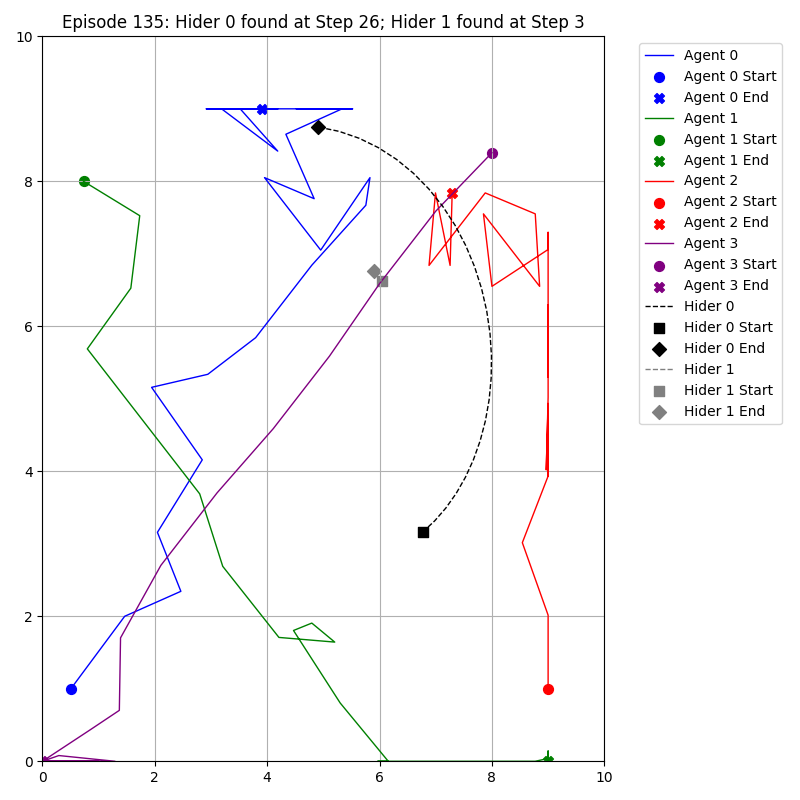 Episode 135: Hider 0 found at Step 26; Hider 1 found at Step 3
10
8
6
4
2
0
0 2 4 6 8 10
Agent 0
Agent 0 Start
Agent 0 End
Agent 1
Agent 1 Start
Agent 1 End
Agent 2
Agent 2 Start
Agent 2 End
Agent 3
Agent 3 Start
Agent 3 End
Hider 0
Hider 0 Start
Hider 0 End
Hider 1
Hider 1 Start
Hider 1 End